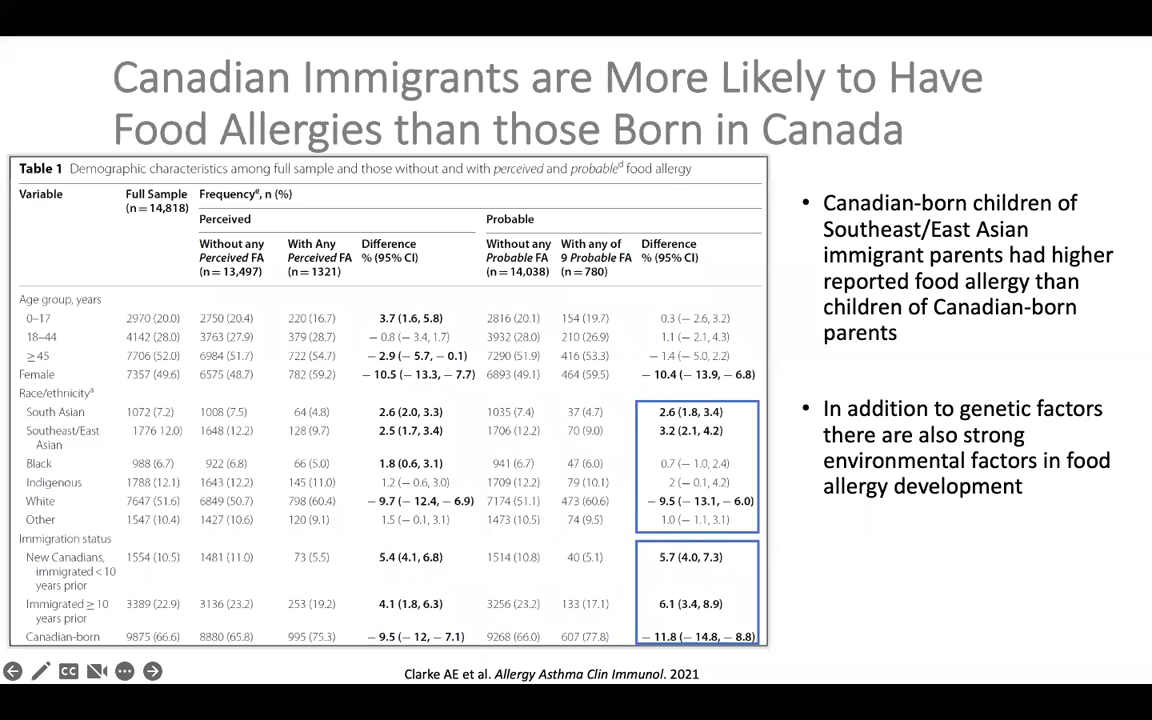 Canadian Immigrants are More Likely to Have
Food Allergies than those Born in Canada
Table 1 Demographic characteristics among full sample and those without and with perceived and probableᵈ food allergy
Variable Full Sample (n = 14,818) Frequencyᵉ, n (%)
Perceived Probable
Without any Perceived FA (n = 13,497) With Any Perceived FA (n = 1321) Difference % (95% CI) Without any Probable FA (n = 14,038) With any of 9 Probable FA (n = 780) Difference % (95% CI)
Age group, years
0–17 2970 (20.0) 2750 (20.4) 220 (16.7) 3.7 (1.6, 5.8) 2816 (20.1) 154 (19.7) 0.3 (− 2.6, 3.2)
18–44 4142 (28.0) 3763 (27.9) 379 (28.7) − 0.8 (− 3.4, 1.7) 3932 (28.0) 210 (26.9) 1.1 (− 2.1, 4.3)
≥ 45 7706 (52.0) 6984 (51.7) 722 (54.7) − 2.9 (− 5.7, − 0.1) 7290 (51.9) 416 (53.3) − 1.4 (− 5.0, 2.2)
Female 7357 (49.6) 6575 (48.7) 782 (59.2) − 10.5 (− 13.3, − 7.7) 6893 (49.1) 464 (59.5) − 10.4 (− 13.9, − 6.8)
Race/ethnicityᵃ
South Asian 1072 (7.2) 1008 (7.5) 64 (4.8) 2.6 (2.0, 3.3) 1035 (7.4) 37 (4.7) 2.6 (1.8, 3.4)
Southeast/East 1776 12.0) 1648 (12.2) 128 (9.7) 2.5 (1.7, 3.4) 1706 (12.2) 70 (9.0) 3.2 (2.1, 4.2)
Asian
Black 988 (6.7) 922 (6.8) 66 (5.0) 1.8 (0.6, 3.1) 941 (6.7) 47 (6.0) 0.7 (− 1.0, 2.4)
Indigenous 1788 (12.1) 1643 (12.2) 145 (11.0) 1.2 (− 0.6, 3.0) 1709 (12.2) 79 (10.1) 2 (− 0.1, 4.2)
White 7647 (51.6) 6849 (50.7) 798 (60.4) − 9.7 (− 12.4, − 6.9) 7174 (51.1) 473 (60.6) − 9.5 (− 13.1, − 6.0)
Other 1547 (10.4) 1427 (10.6) 120 (9.1) 1.5 (− 0.1, 3.1) 1473 (10.5) 74 (9.5) 1.0 (− 1.1, 3.1)
Immigration status
New Canadians, 1554 (10.5) 1481 (11.0) 73 (5.5) 5.4 (4.1, 6.8) 1514 (10.8) 40 (5.1) 5.7 (4.0, 7.3)
immigrated < 10
years prior
Immigrated ≥ 10 3389 (22.9) 3136 (23.2) 253 (19.2) 4.1 (1.8, 6.3) 3256 (23.2) 133 (17.1) 6.1 (3.4, 8.9)
years prior
Canadian-born 9875 (66.6) 8880 (65.8) 995 (75.3) − 9.5 (− 12, − 7.1) 9268 (66.0) 607 (77.8) − 11.8 (− 14.8, − 8.8)
• Canadian-born children of
Southeast/East Asian
immigrant parents had higher
reported food allergy than
children of Canadian-born
parents
• In addition to genetic factors
there are also strong
environmental factors in food
allergy development
CC
Clarke AE et al. Allergy Asthma Clin Immunol. 2021